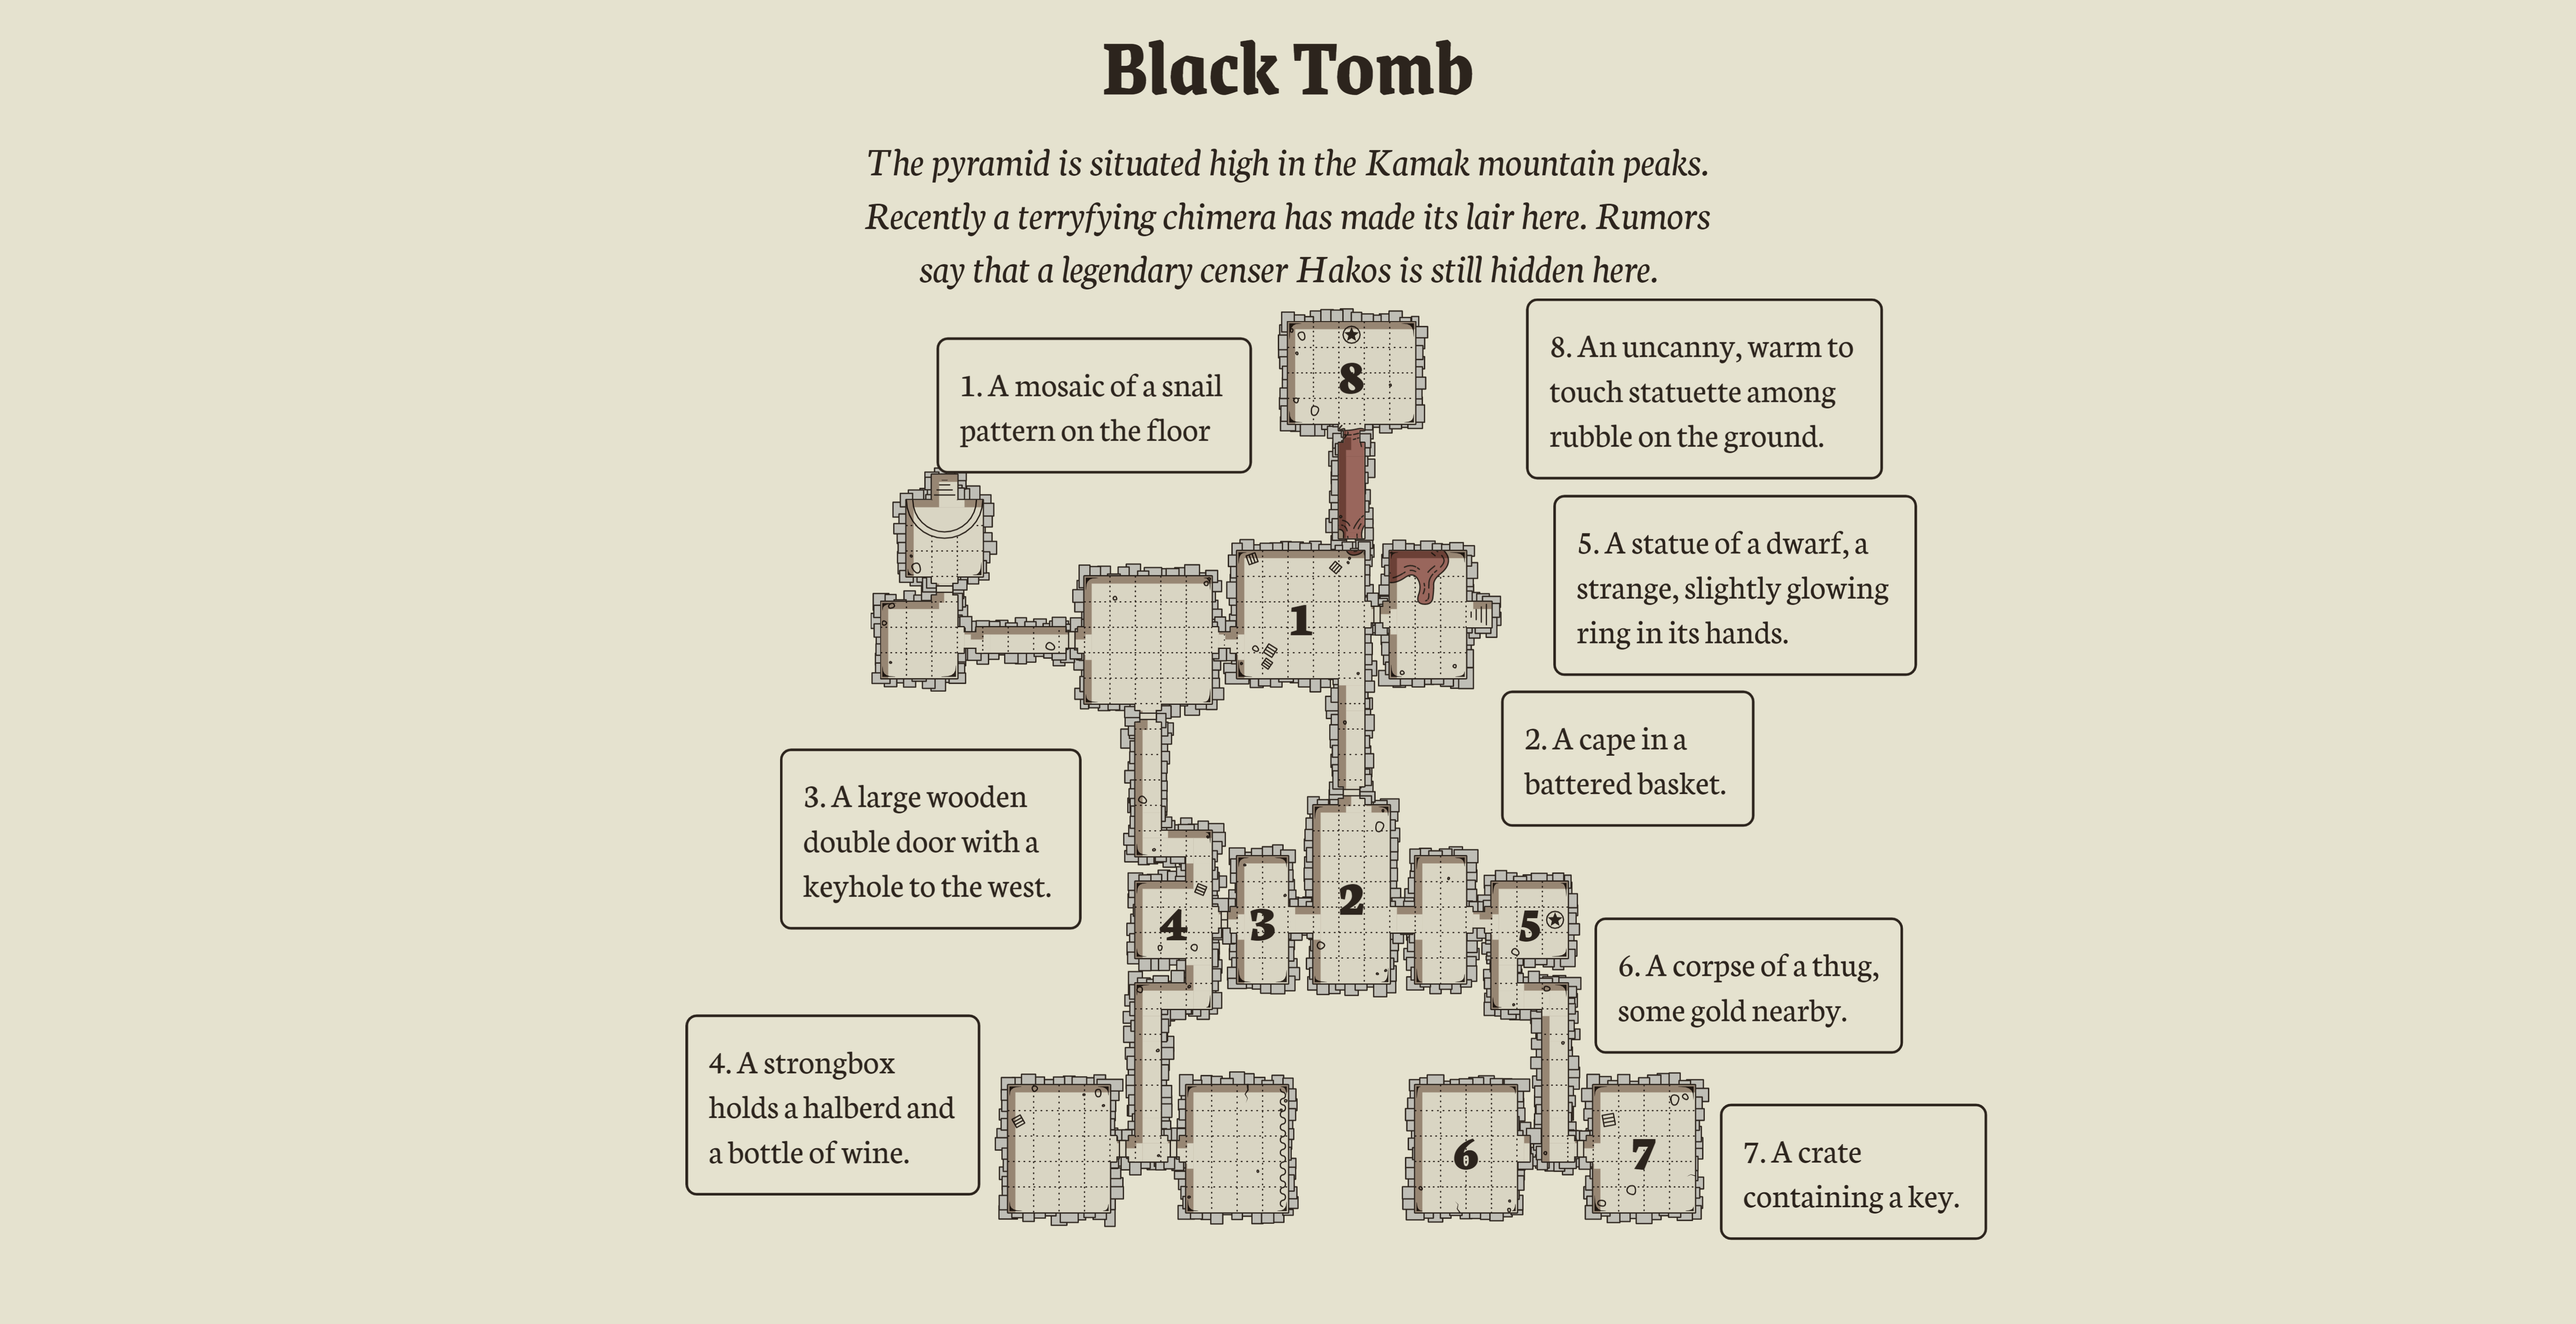 Black Tomb
The pyramid is situated high in the Kamak mountain peaks.
Recently a terryfying chimera has made its lair here. Rumors
say that a legendary censer Hakos is still hidden here.
1. A mosaic of a snail
pattern on the floor
8
8. An uncanny, warm to
touch statuette among
rubble on the ground.
1
5. A statue of a dwarf, a
strange, slightly glowing
ring in its hands.
2. A cape in a
battered basket.
3. A large wooden
double door with a
keyhole to the west.
4
3
2
5
6. A corpse of a thug,
some gold nearby.
4. A strongbox
holds a halberd and
a bottle of wine.
6
7
7. A crate
containing a key.